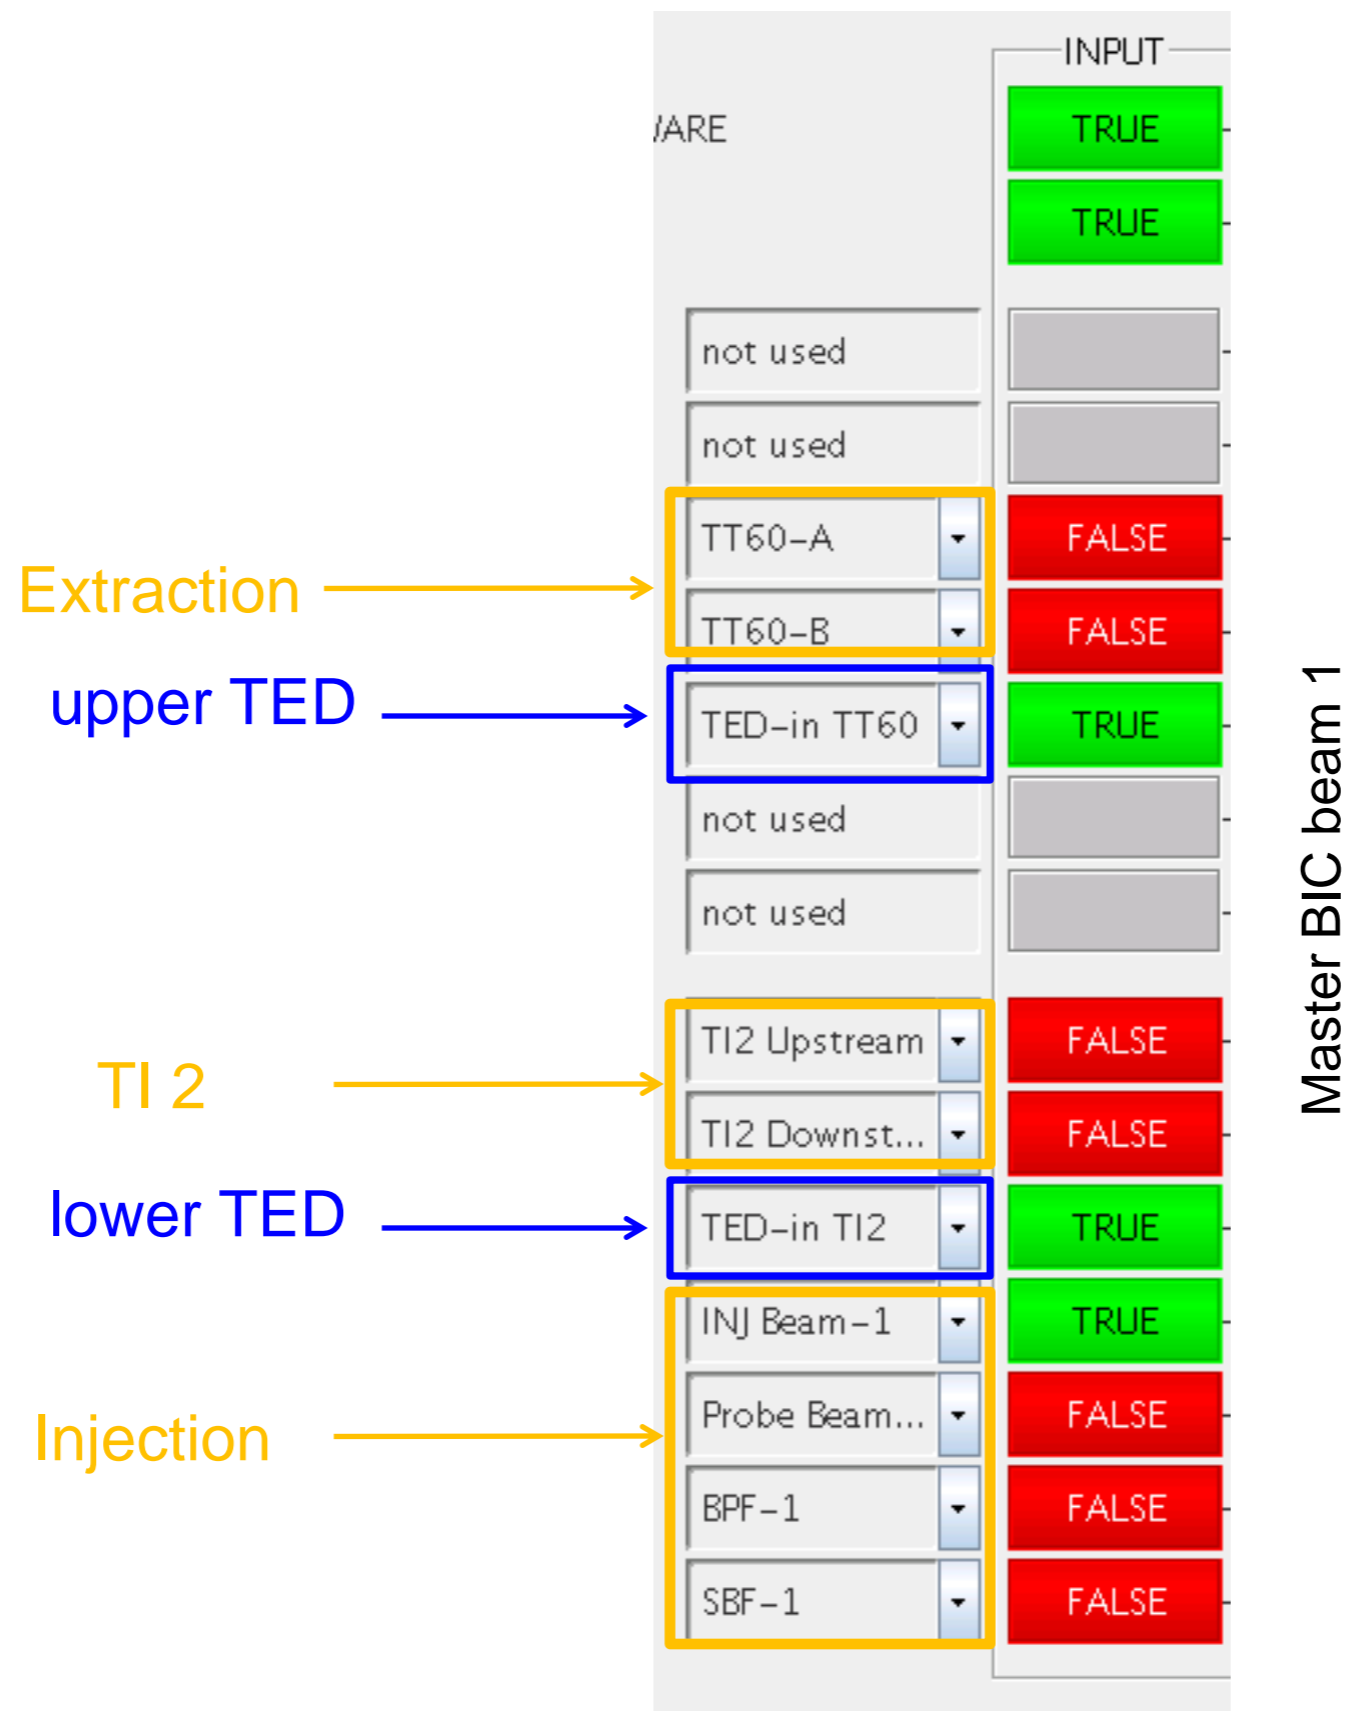 INPUT
WARE TRUE
TRUE
not used
not used
TT60-A FALSE
Extraction
TT60-B FALSE
upper TED
TED-in TT60 TRUE
not used
not used
TI2 Upstream FALSE
TI 2
TI2 Downst... FALSE
lower TED
TED-in TI2 TRUE
INJ Beam-1 TRUE
Injection
Probe Beam... FALSE
BPF-1 FALSE
SBF-1 FALSE
Master BIC beam 1